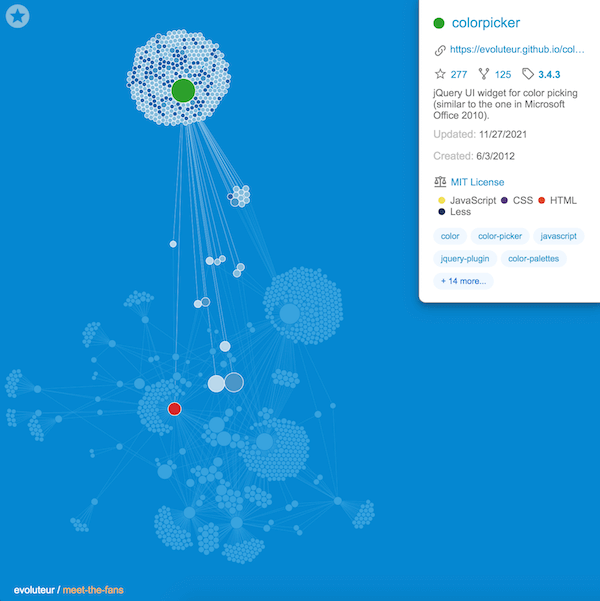 colorpicker
https://evoluteur.github.io/col…
277 125 3.4.3
jQuery UI widget for color picking
(similar to the one in Microsoft
Office 2010).
Updated: 11/27/2021
Created: 6/3/2012
MIT License
JavaScript CSS HTML
Less
color color-picker javascript
jquery-plugin color-palettes
+ 14 more...
evoluteur / meet-the-fans